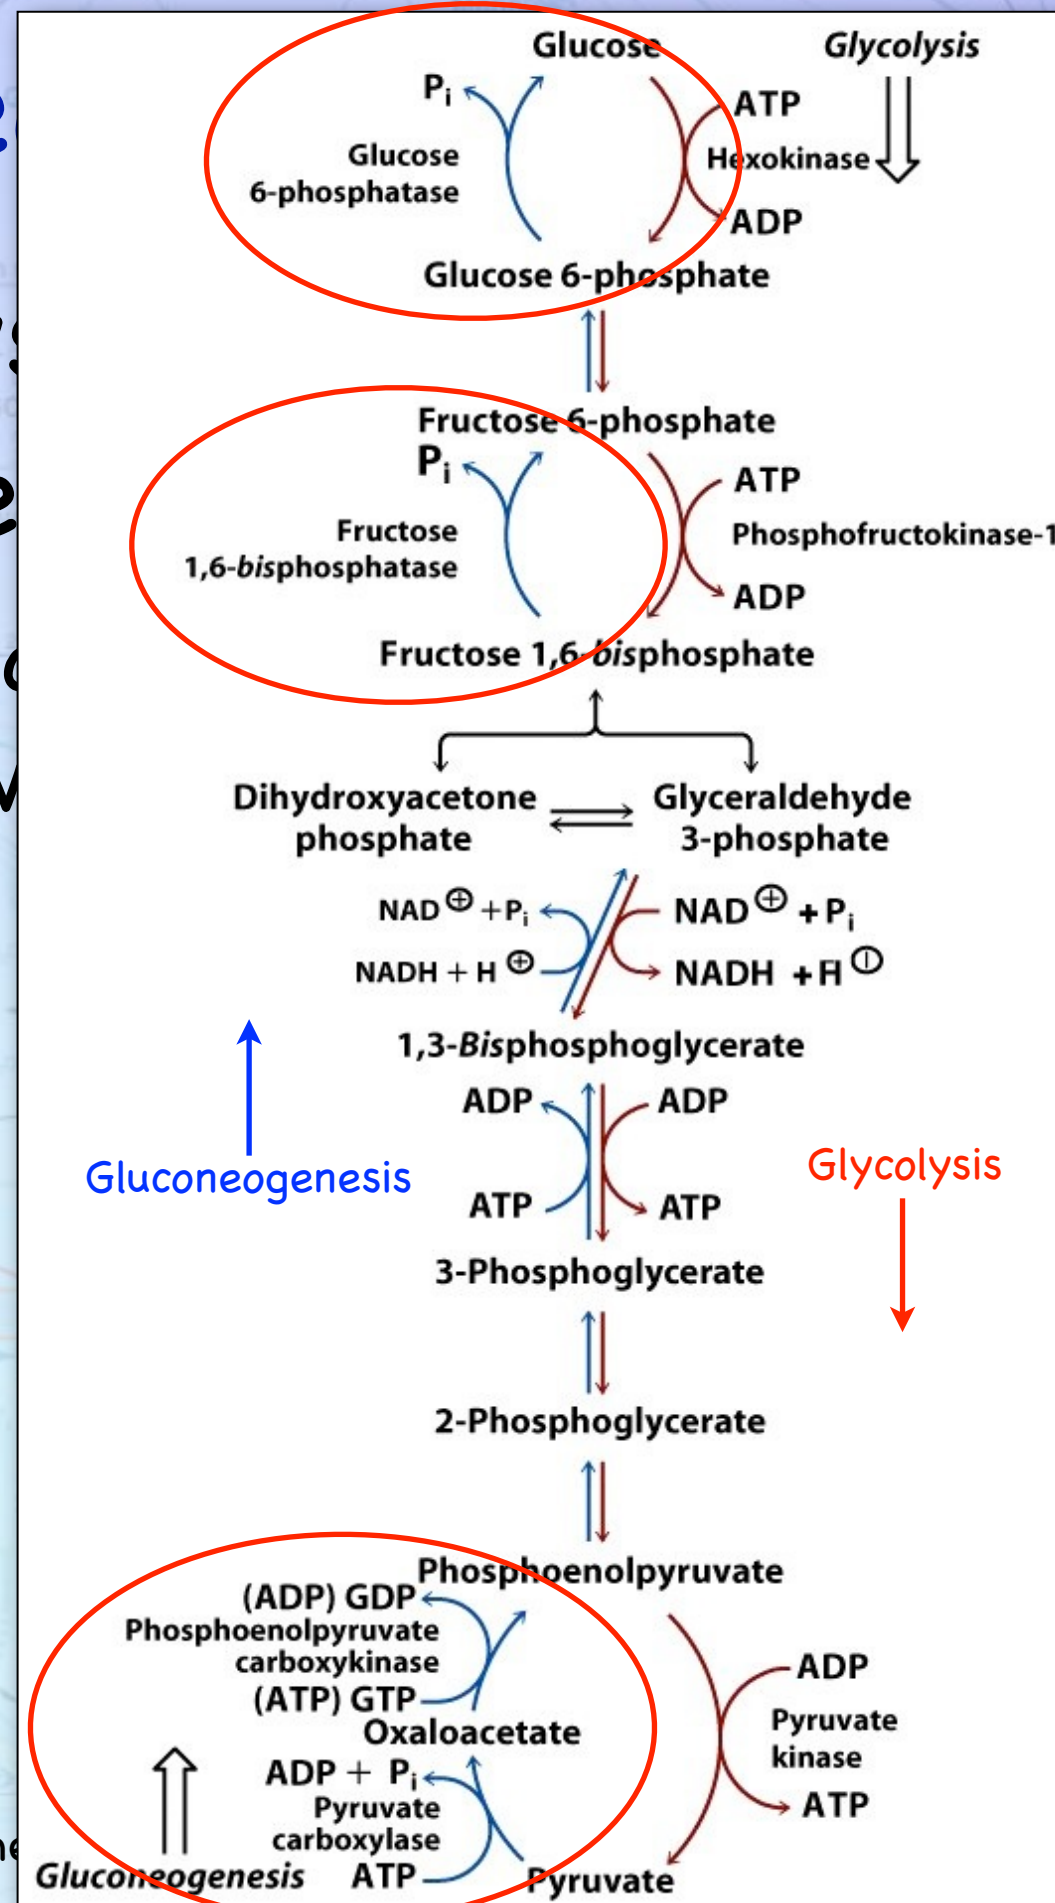 Glucose
Glycolysis
Pi
ATP
Glucose
6-phosphatase
Hexokinase
ADP
Glucose 6-phosphate
Fructose 6-phosphate
Pi
ATP
Fructose
1,6-bisphosphatase
Phosphofructokinase-1
ADP
Fructose 1,6-bisphosphate
Dihydroxyacetone
phosphate
Glyceraldehyde
3-phosphate
NAD⊕ +Pi
NAD⊕ +Pi
NADH + H⊕
NADH +
1,3-Bisphosphoglycerate
ADP
ADP
Gluconeogenesis
Glycolysis
ATP
ATP
3-Phosphoglycerate
2-Phosphoglycerate
Phosphoenolpyruvate
(ADP) GDP
Phosphoenolpyruvate
carboxykinase
(ATP) GTP
ADP
Oxaloacetate
Pyruvate
kinase
ADP + Pi
Pyruvate
carboxylase
ATP
Gluconeogenesis
ATP
Pyruvate